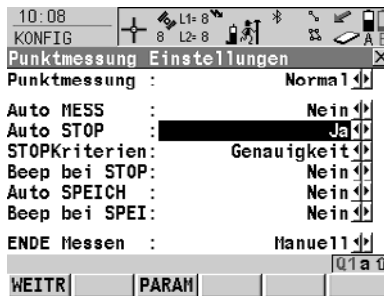 10:08
KONFIG
L1= 8
8 L2= 8
A B
Punktmessung Einstellungen X
Punktmessung : Normal
Auto MESS : Nein
Auto STOP : Ja
STOPKriterien: Genauigkeit
Beep bei STOP: Nein
Auto SPEICH : Nein
Beep bei SPEI: Nein
ENDE Messen : Manuell
Q1 a
WEITR PARAM